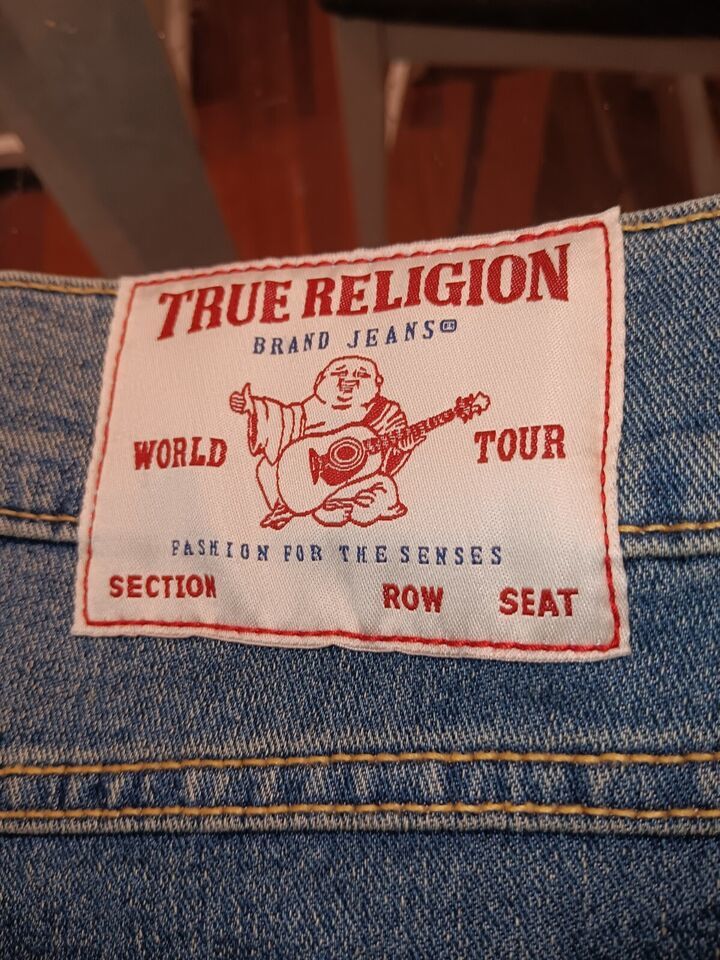 TRUE RELIGION
BRAND JEANS®
WORLD TOUR
FASHION FOR THE SENSES
SECTION ROW SEAT